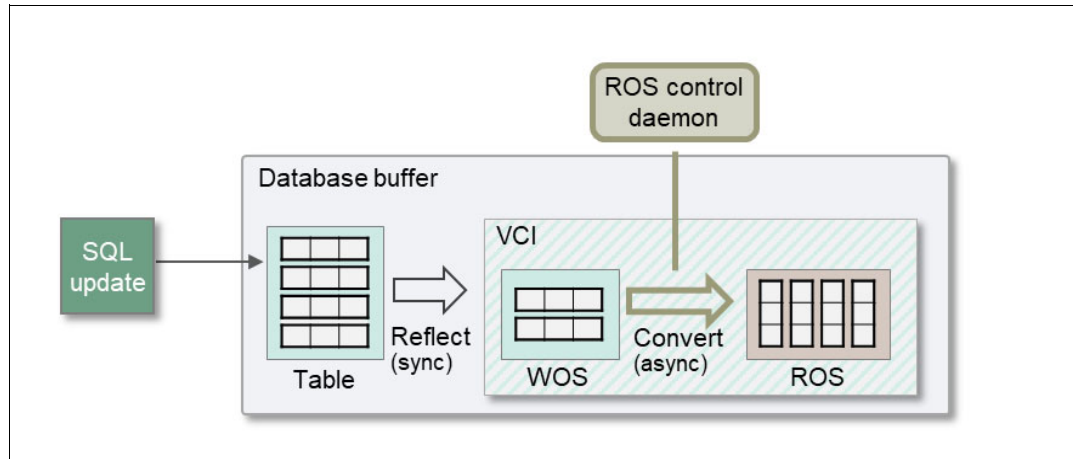 ROS control
daemon
Database buffer
SQL
update
VCI
Reflect
(sync)
Convert
(async)
Table
WOS
ROS